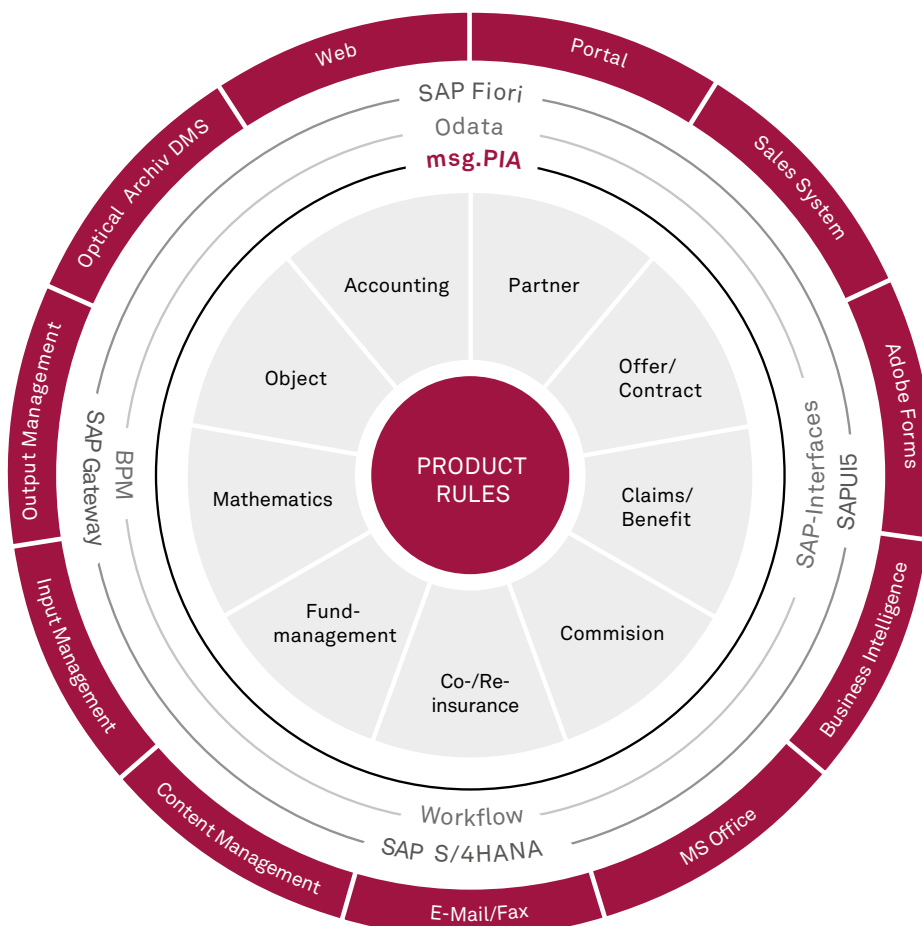 Web
Portal
Sales System
Adobe Forms
Business Intelligence
MS Office
E-Mail/Fax
Content Management
Input Management
Output Management
Optical Archiv DMS
SAP Fiori
Odata
msg.PIA
SAP-Interfaces
SAPUI5
Workflow
SAP S/4HANA
BPM
SAP Gateway
Accounting
Partner
Offer/
Contract
Claims/
Benefit
Commision
Co-/Re-
insurance
Fund-
management
Mathematics
Object
PRODUCT
RULES